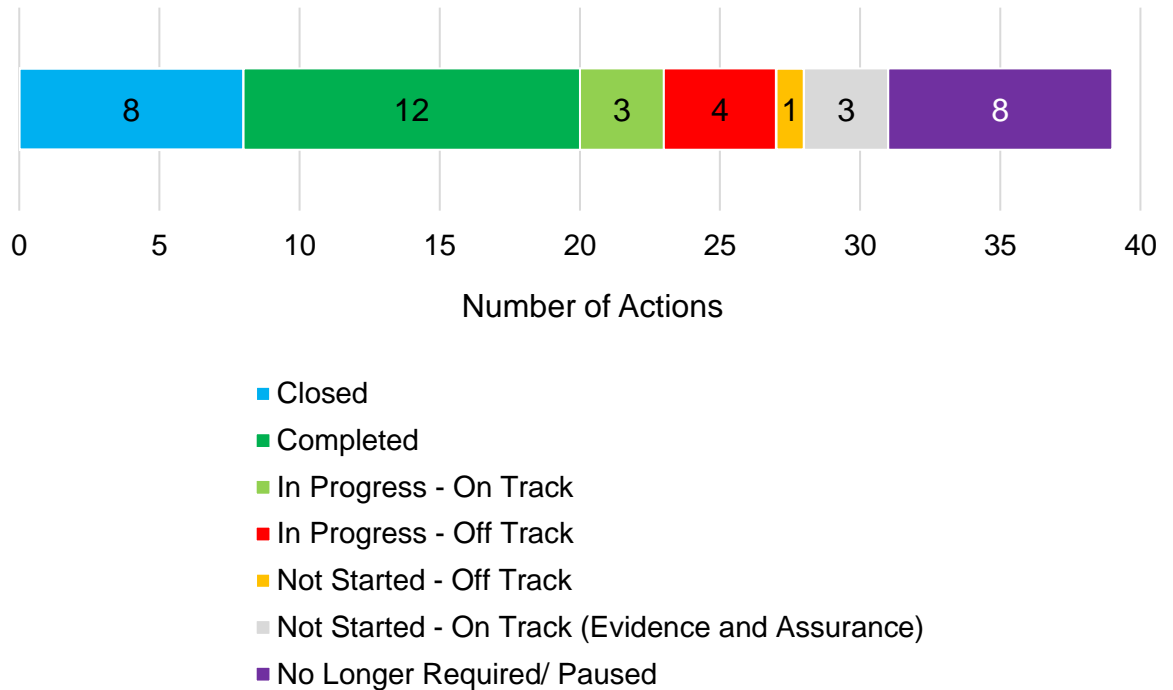 8 12 3 4 1 3 8
0 5 10 15 20 25 30 35 40
Number of Actions
Closed
Completed
In Progress - On Track
In Progress - Off Track
Not Started - Off Track
Not Started - On Track (Evidence and Assurance)
No Longer Required/ Paused